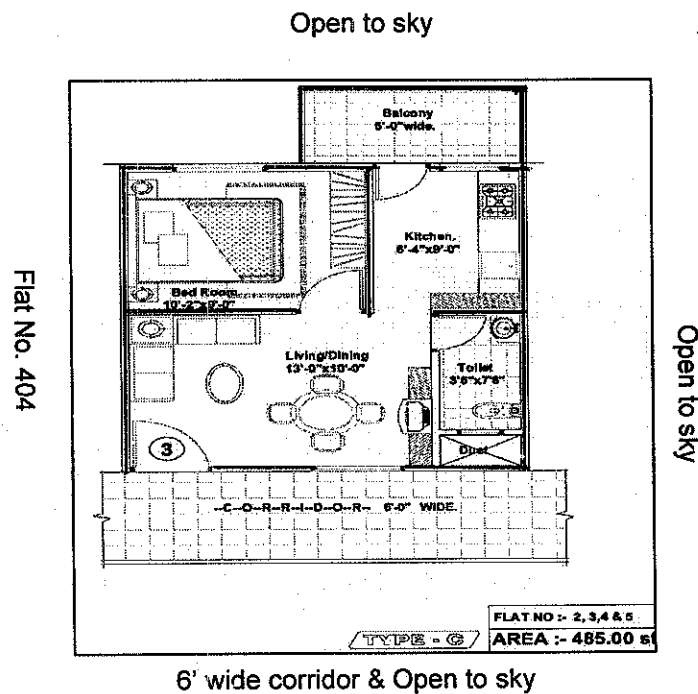 Open to sky
Balcony
5'-0"wide.
Kitchen.
6'-4"x9'-0"
Bed Room
10'-2"x9'-0"
Flat No. 404
Living/Dining
13'-0"x10'-0"
Toilet
3'6"x7'6"
Open to sky
3
Duct
--C--O--R--R--I--D--O--R-- 6'-0" WIDE.
FLAT NO :- 2, 3,4 & 5
TYPE - C
AREA :- 485.00 sf
6' wide corridor & Open to sky